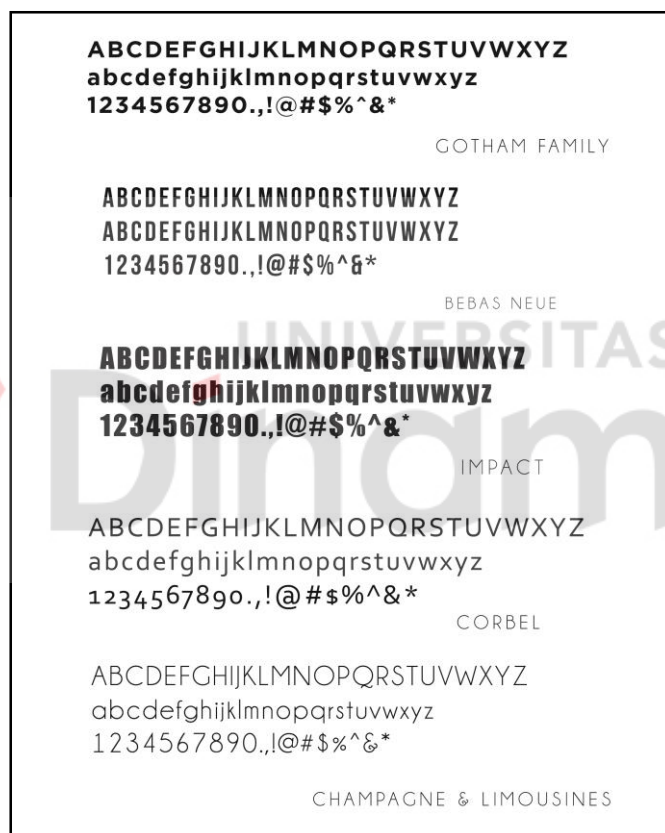 ABCDEFGHIJKLMNOPQRSTUVWXYZ
abcdefghijklmnopqrstuvwxyz
1234567890.,!@#$%^&*
GOTHAM FAMILY
ABCDEFGHIJKLMNOPQRSTUVWXYZ
ABCDEFGHIJKLMNOPQRSTUVWXYZ
1234567890.,!@#$%^&*
BEBAS NEUE
UNIVERSITAS
ABCDEFGHIJKLMNOPQRSTUVWXYZ
abcdefghijklmnopqrstuvwxyz
1234567890.,!@#$%^&*
IMPACT
Dinam
ABCDEFGHIJKLMNOPQRSTUVWXYZ
abcdefghijklmnopqrstuvwxyz
1234567890.,!@#$%^&*
CORBEL
ABCDEFGHIJKLMNOPQRSTUVWXYZ
abcdefghijklmnopqrstuvwxyz
1234567890.,!@#$%^&*
CHAMPAGNE & LIMOUSINES